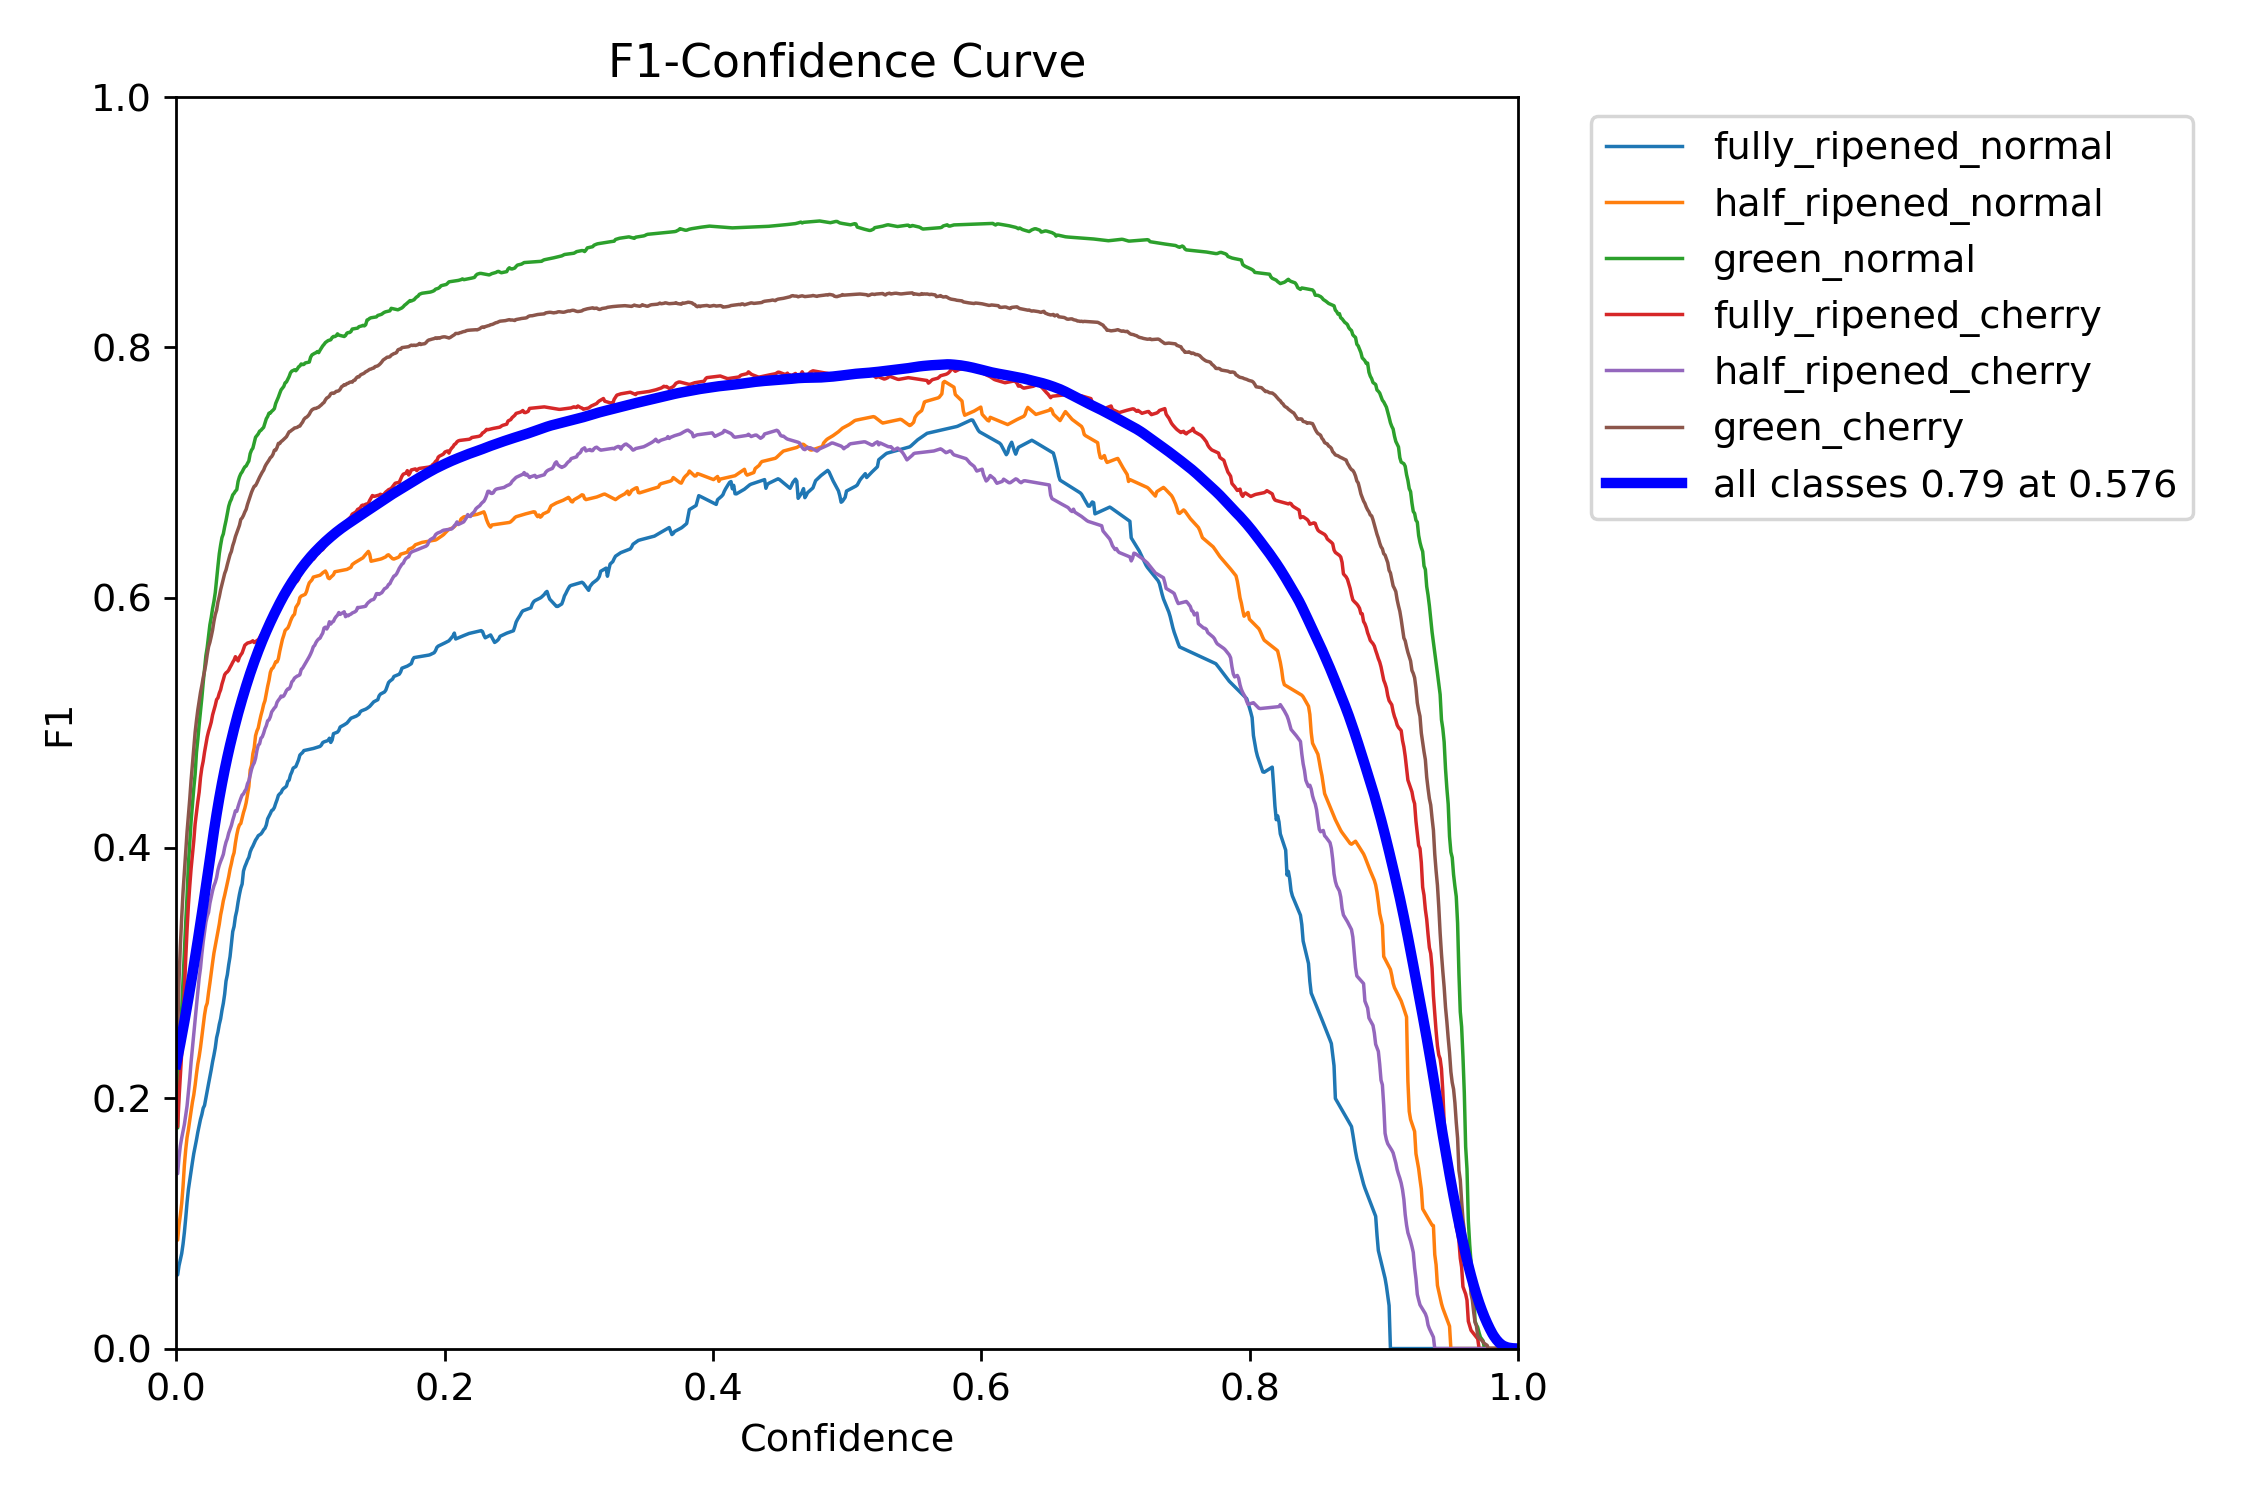 F1-Confidence Curve
1.0
0.8
0.6
0.4
0.2
0.0
F1
0.0 0.2 0.4 0.6 0.8 1.0
Confidence
fully_ripened_normal
half_ripened_normal
green_normal
fully_ripened_cherry
half_ripened_cherry
green_cherry
all classes 0.79 at 0.576